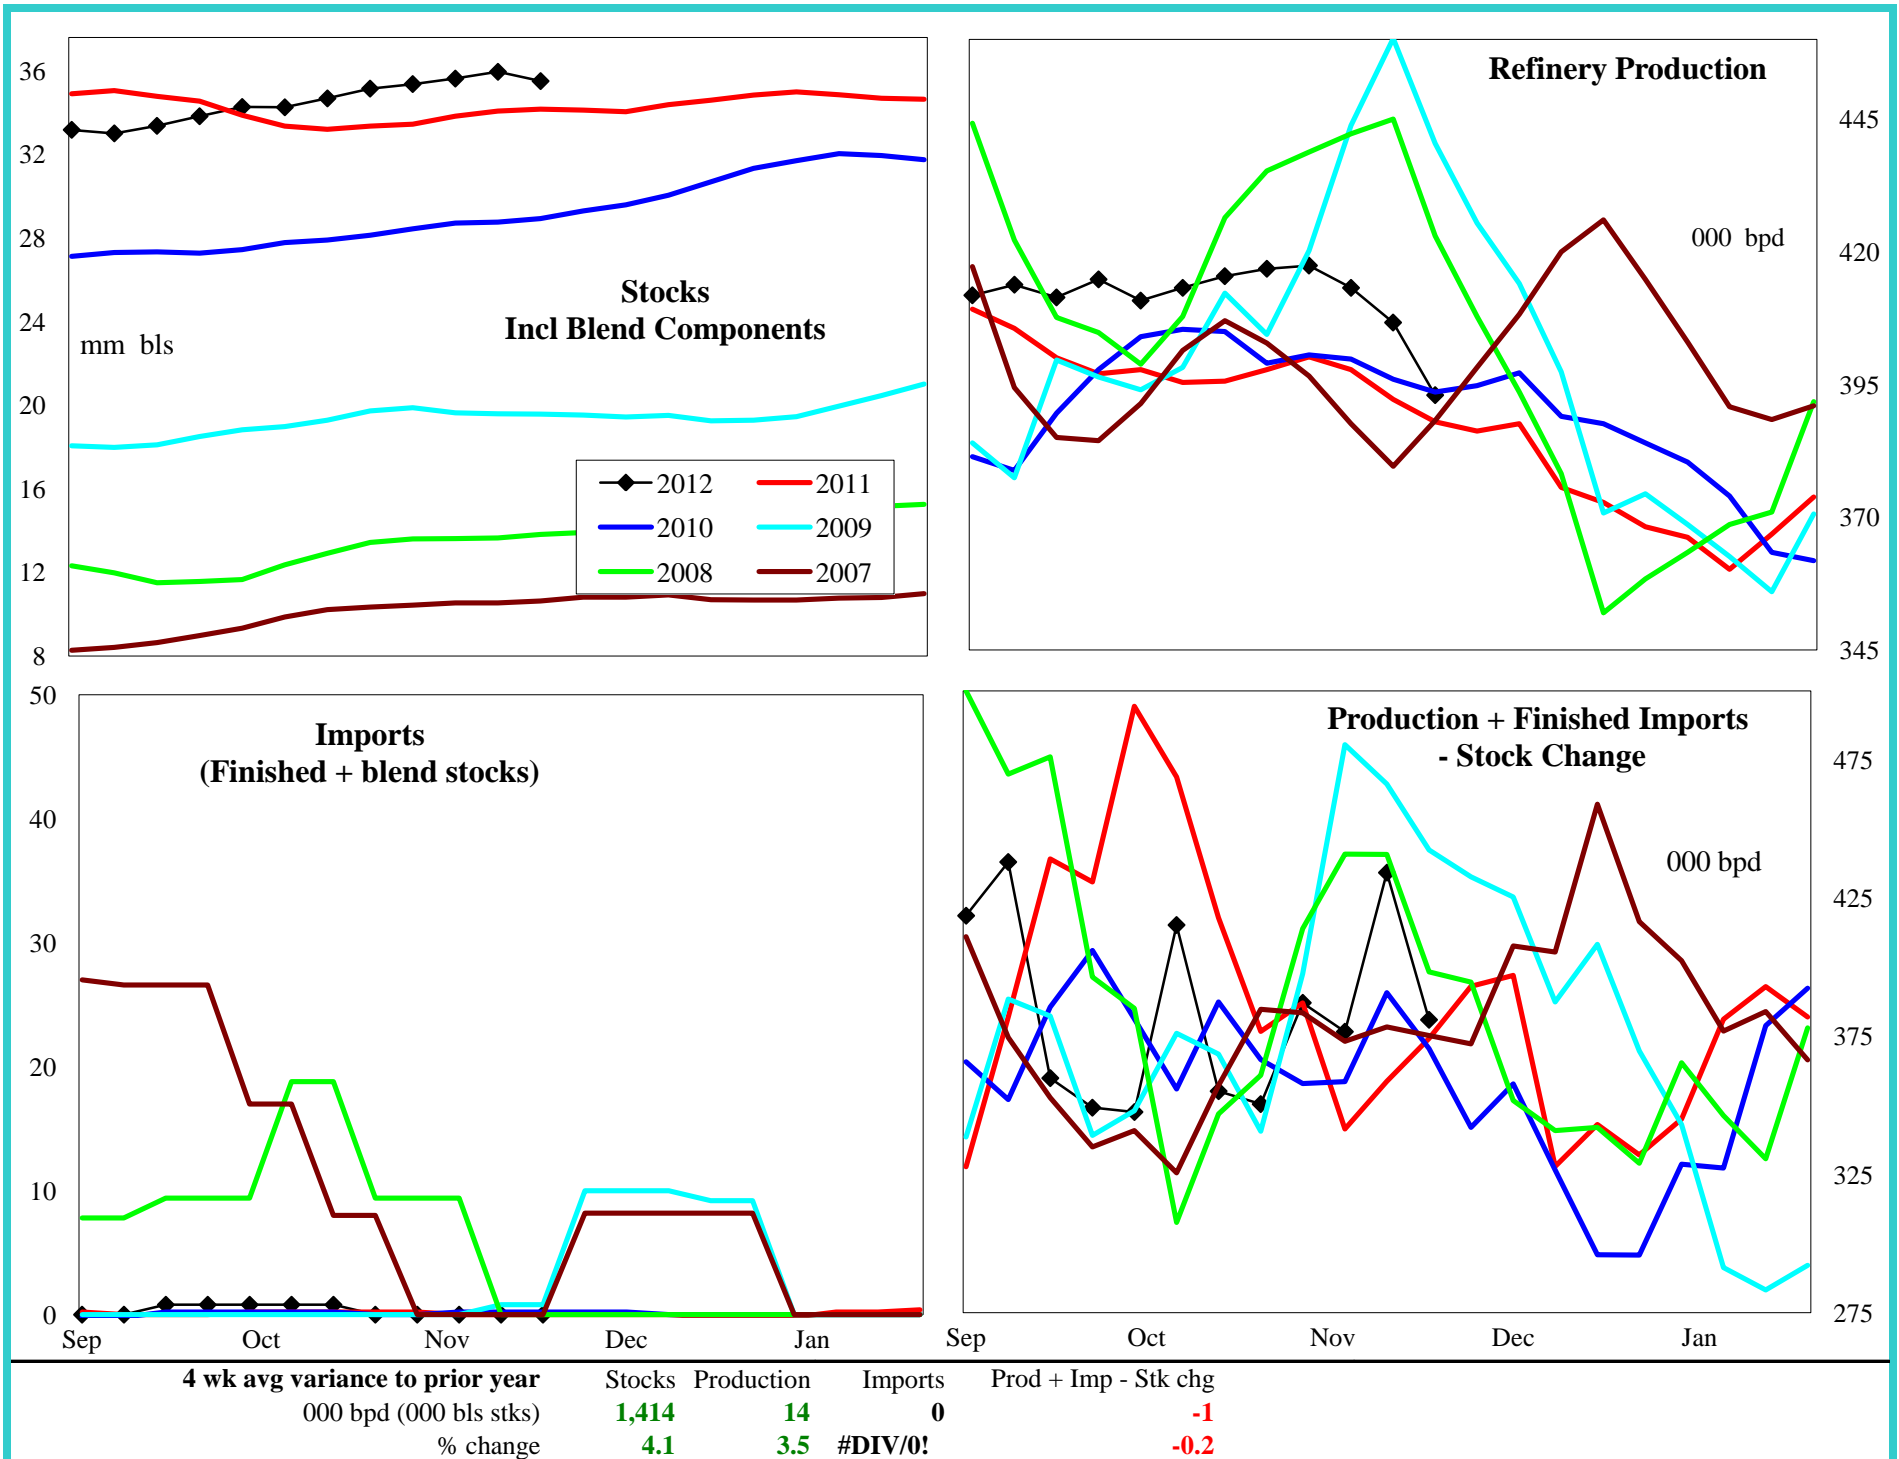 36
32
28
24
20
16
12
8
mm bls
Stocks
Incl Blend Components
2012 2011
2010 2009
2008 2007
Refinery Production
000 bpd
445
420
395
370
345
50
40
30
20
10
0
Imports
(Finished + blend stocks)
Sep Oct Nov Dec Jan
Production + Finished Imports
- Stock Change
000 bpd
475
425
375
325
275
Sep Oct Nov Dec Jan
4 wk avg variance to prior year Stocks Production Imports Prod + Imp - Stk chg
000 bpd (000 bls stks) 1,414 14 0 -1
% change 4.1 3.5 #DIV/0! -0.2